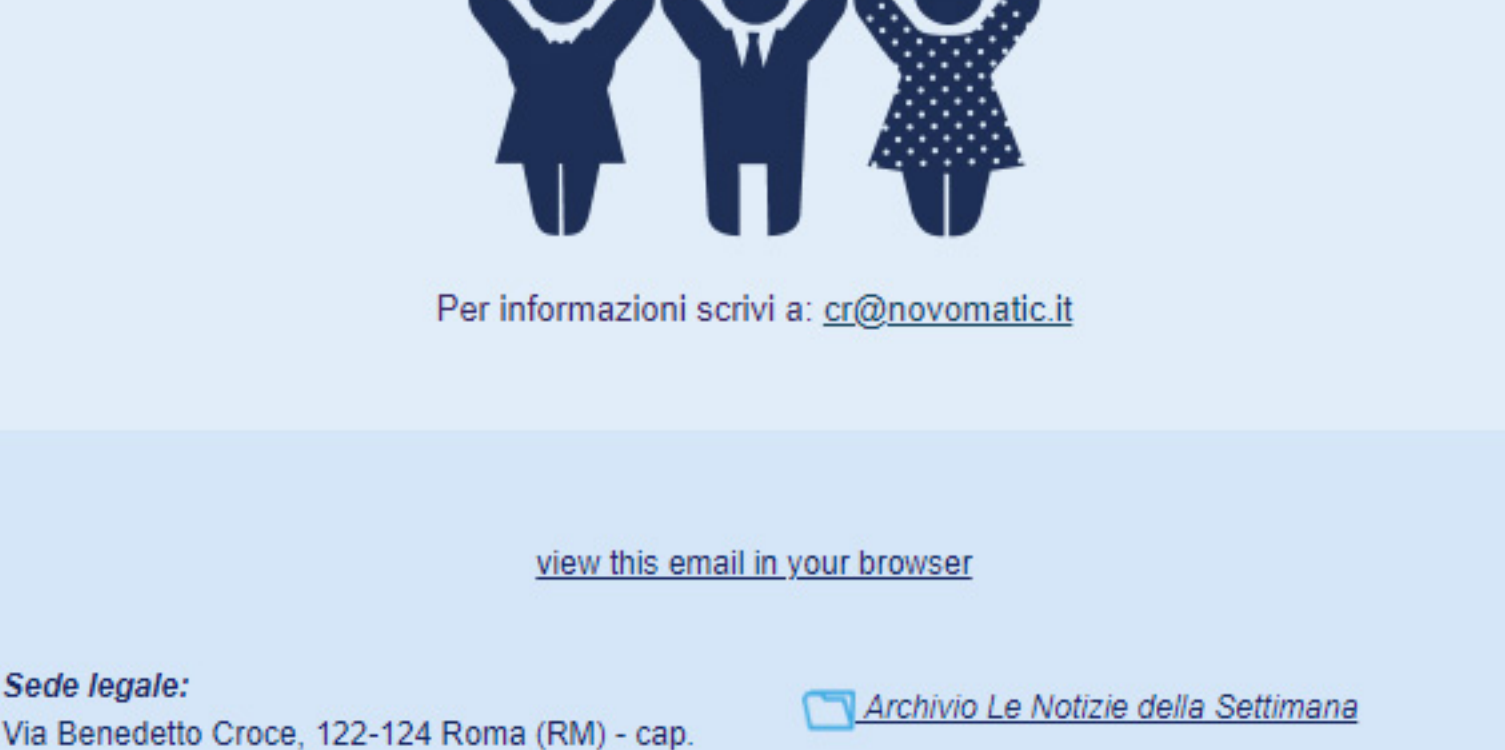 Per informazioni scrivi a: cr@novomatic.it
view this email in your browser
Sede legale:
Via Benedetto Croce, 122-124 Roma (RM) - cap.
Archivio Le Notizie della Settimana